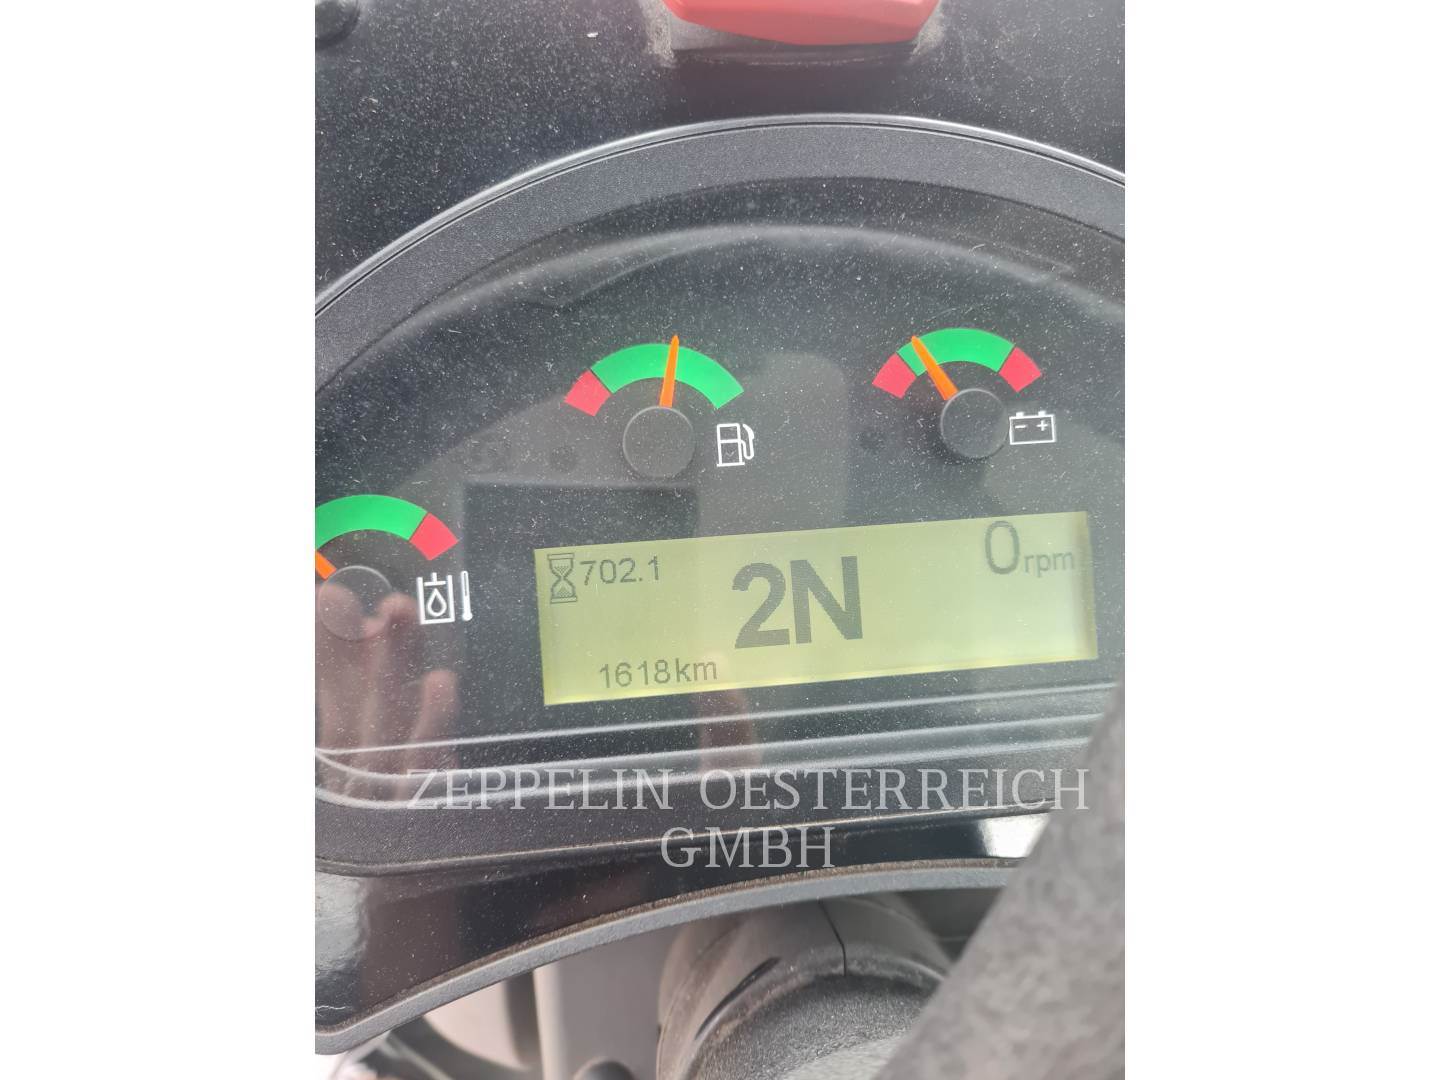 702.1
2N
0rpm
1618km
ZEPPELIN OESTERREICH
GMBH